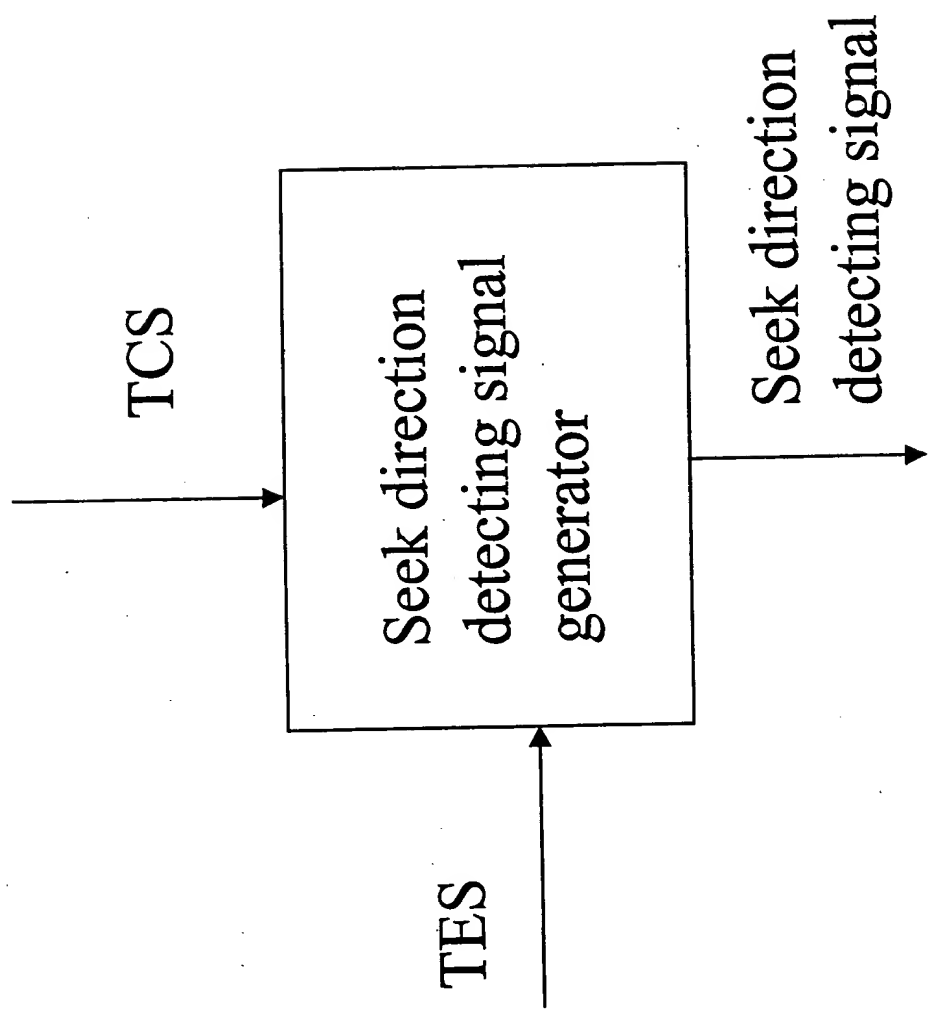 TCS
TES
Seek direction
detecting signal
generator
Seek direction
detecting signal